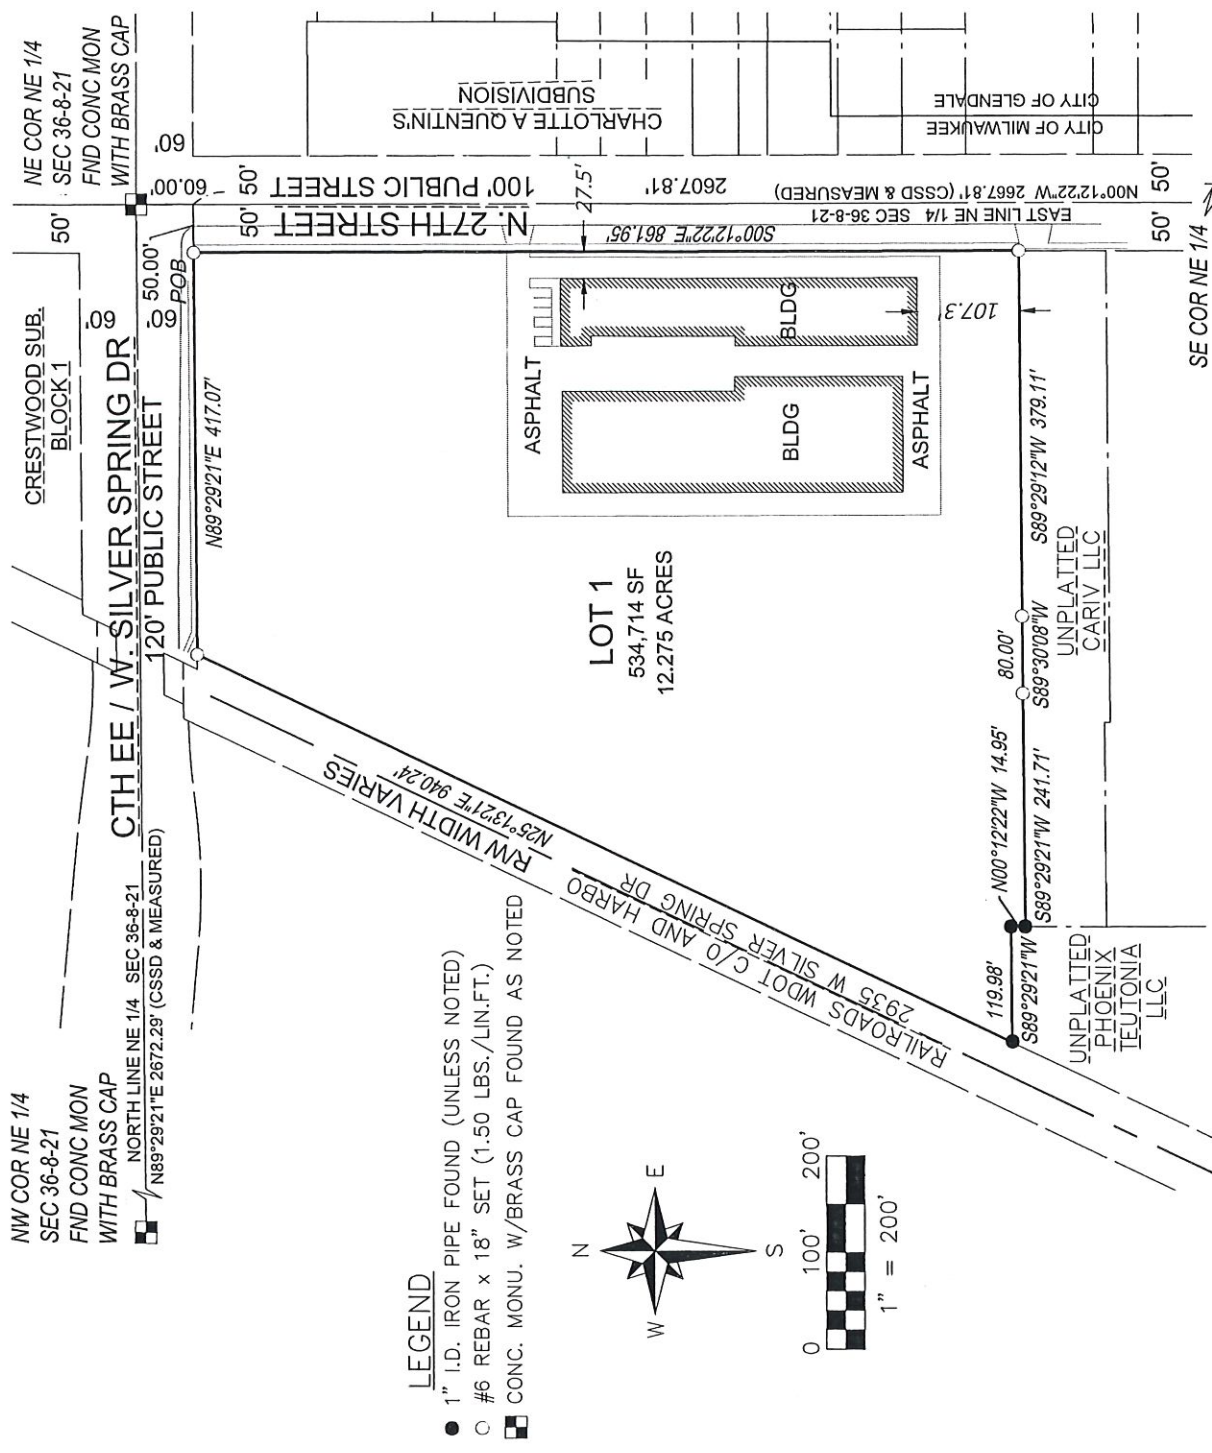 NW COR NE 1/4
SEC 36-8-21
FND CONC MON
WITH BRASS CAP
NORTH LINE NE 1/4 SEC 36-8-21
N89°29'21"E 2672.29' (CSSD & MEASURED)
CRESTWOOD SUB.
BLOCK 1
60'
CTH EE / W. SILVER SPRING DR
120' PUBLIC STREET
60'
50'
50.00'
POB
NE COR NE 1/4
SEC 36-8-21
FND CONC MON
WITH BRASS CAP
60.00'
60'
50'
50'
N. 27TH STREET
100' PUBLIC STREET
CHARLOTTE A QUENTIN'S
SUBDIVISION
2607.81'
N00°12'22"W 2667.81' (CSSD & MEASURED)
EAST LINE NE 1/4 SEC 36-8-21
CITY OF MILWAUKEE
CITY OF GLENDALE
50'
50'
SE COR NE 1/4
N89°29'21"E 417.07'
S00°12'22"E 861.95'
27.5'
ASPHALT
BLDG
BLDG
ASPHALT
107.3'
LOT 1
534,714 SF
12.275 ACRES
R/W WIDTH VARIES
N25°13'21"E 940.24'
RAILROADS WDOT C/O AND HARBO
2935 W SILVER SPRING DR
119.98'
S89°29'21"W
N00°12'22"W 14.95'
S89°29'21"W 241.71'
80.00'
S89°30'08"W
S89°29'12"W 379.11'
UNPLATTED
PHOENIX
TEUTONIA
LLC
UNPLATTED
CARIV LLC
LEGEND
1" I.D. IRON PIPE FOUND (UNLESS NOTED)
#6 REBAR x 18" SET (1.50 LBS./LIN.FT.)
CONC. MONU. W/BRASS CAP FOUND AS NOTED
N
W
E
S
0 100' 200'
1" = 200'